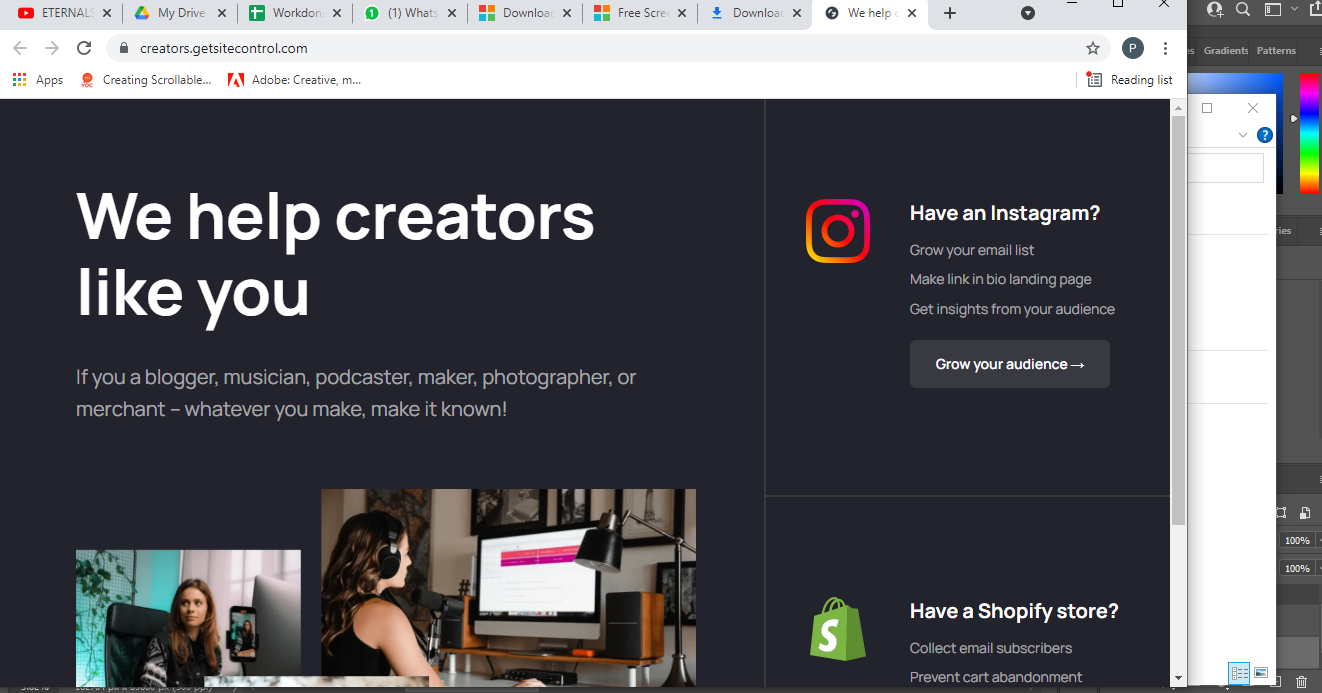 ETERNALS
My Drive
Workdon
(1) Whats
Downloa
Free Scre
Downloa
We help c
creators.getsitecontrol.com
P
Apps
Creating Scrollable...
Adobe: Creative, m...
Reading list
Gradients
Patterns
We help creators
like you
If you a blogger, musician, podcaster, maker, photographer, or
merchant – whatever you make, make it known!
Have an Instagram?
Grow your email list
Make link in bio landing page
Get insights from your audience
Grow your audience →
Have a Shopify store?
Collect email subscribers
Prevent cart abandonment
100%
100%